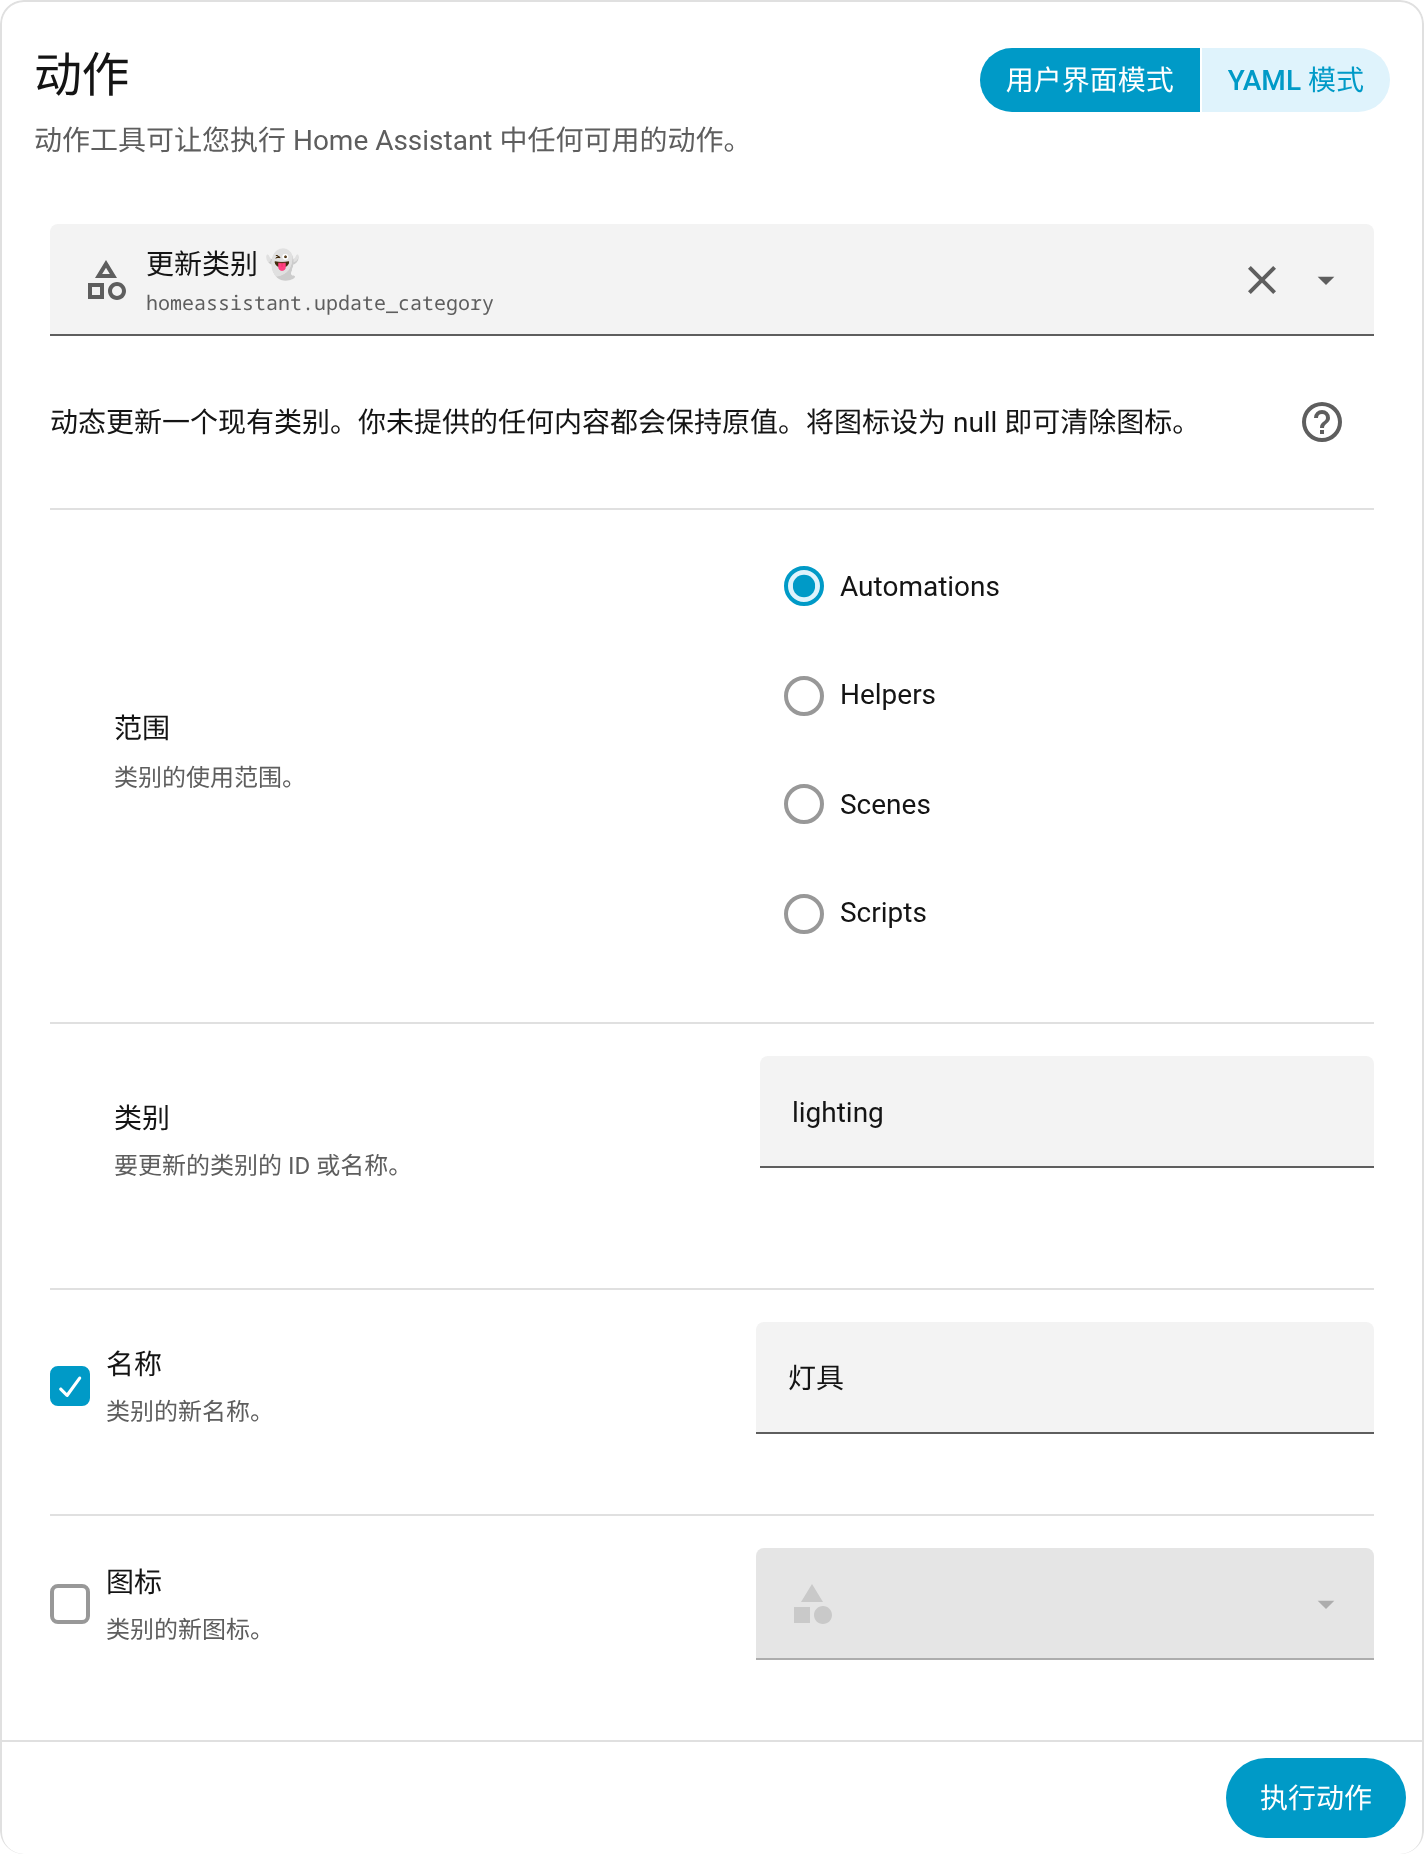 动作
用户界面模式
YAML 模式
动作工具可让您执行 Home Assistant 中任何可用的动作。
更新类别 👻
homeassistant.update_category
动态更新一个现有类别。你未提供的任何内容都会保持原值。将图标设为 null 即可清除图标。
范围
类别的使用范围。
Automations
Helpers
Scenes
Scripts
类别
要更新的类别的 ID 或名称。
lighting
名称
类别的新名称。
灯具
图标
类别的新图标。
执行动作